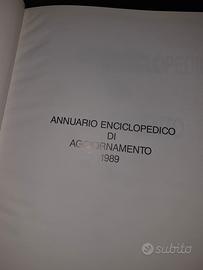 ANNUARIO ENCICLOPEDICO
DI
AGGIORNAMENTO
1989
subito